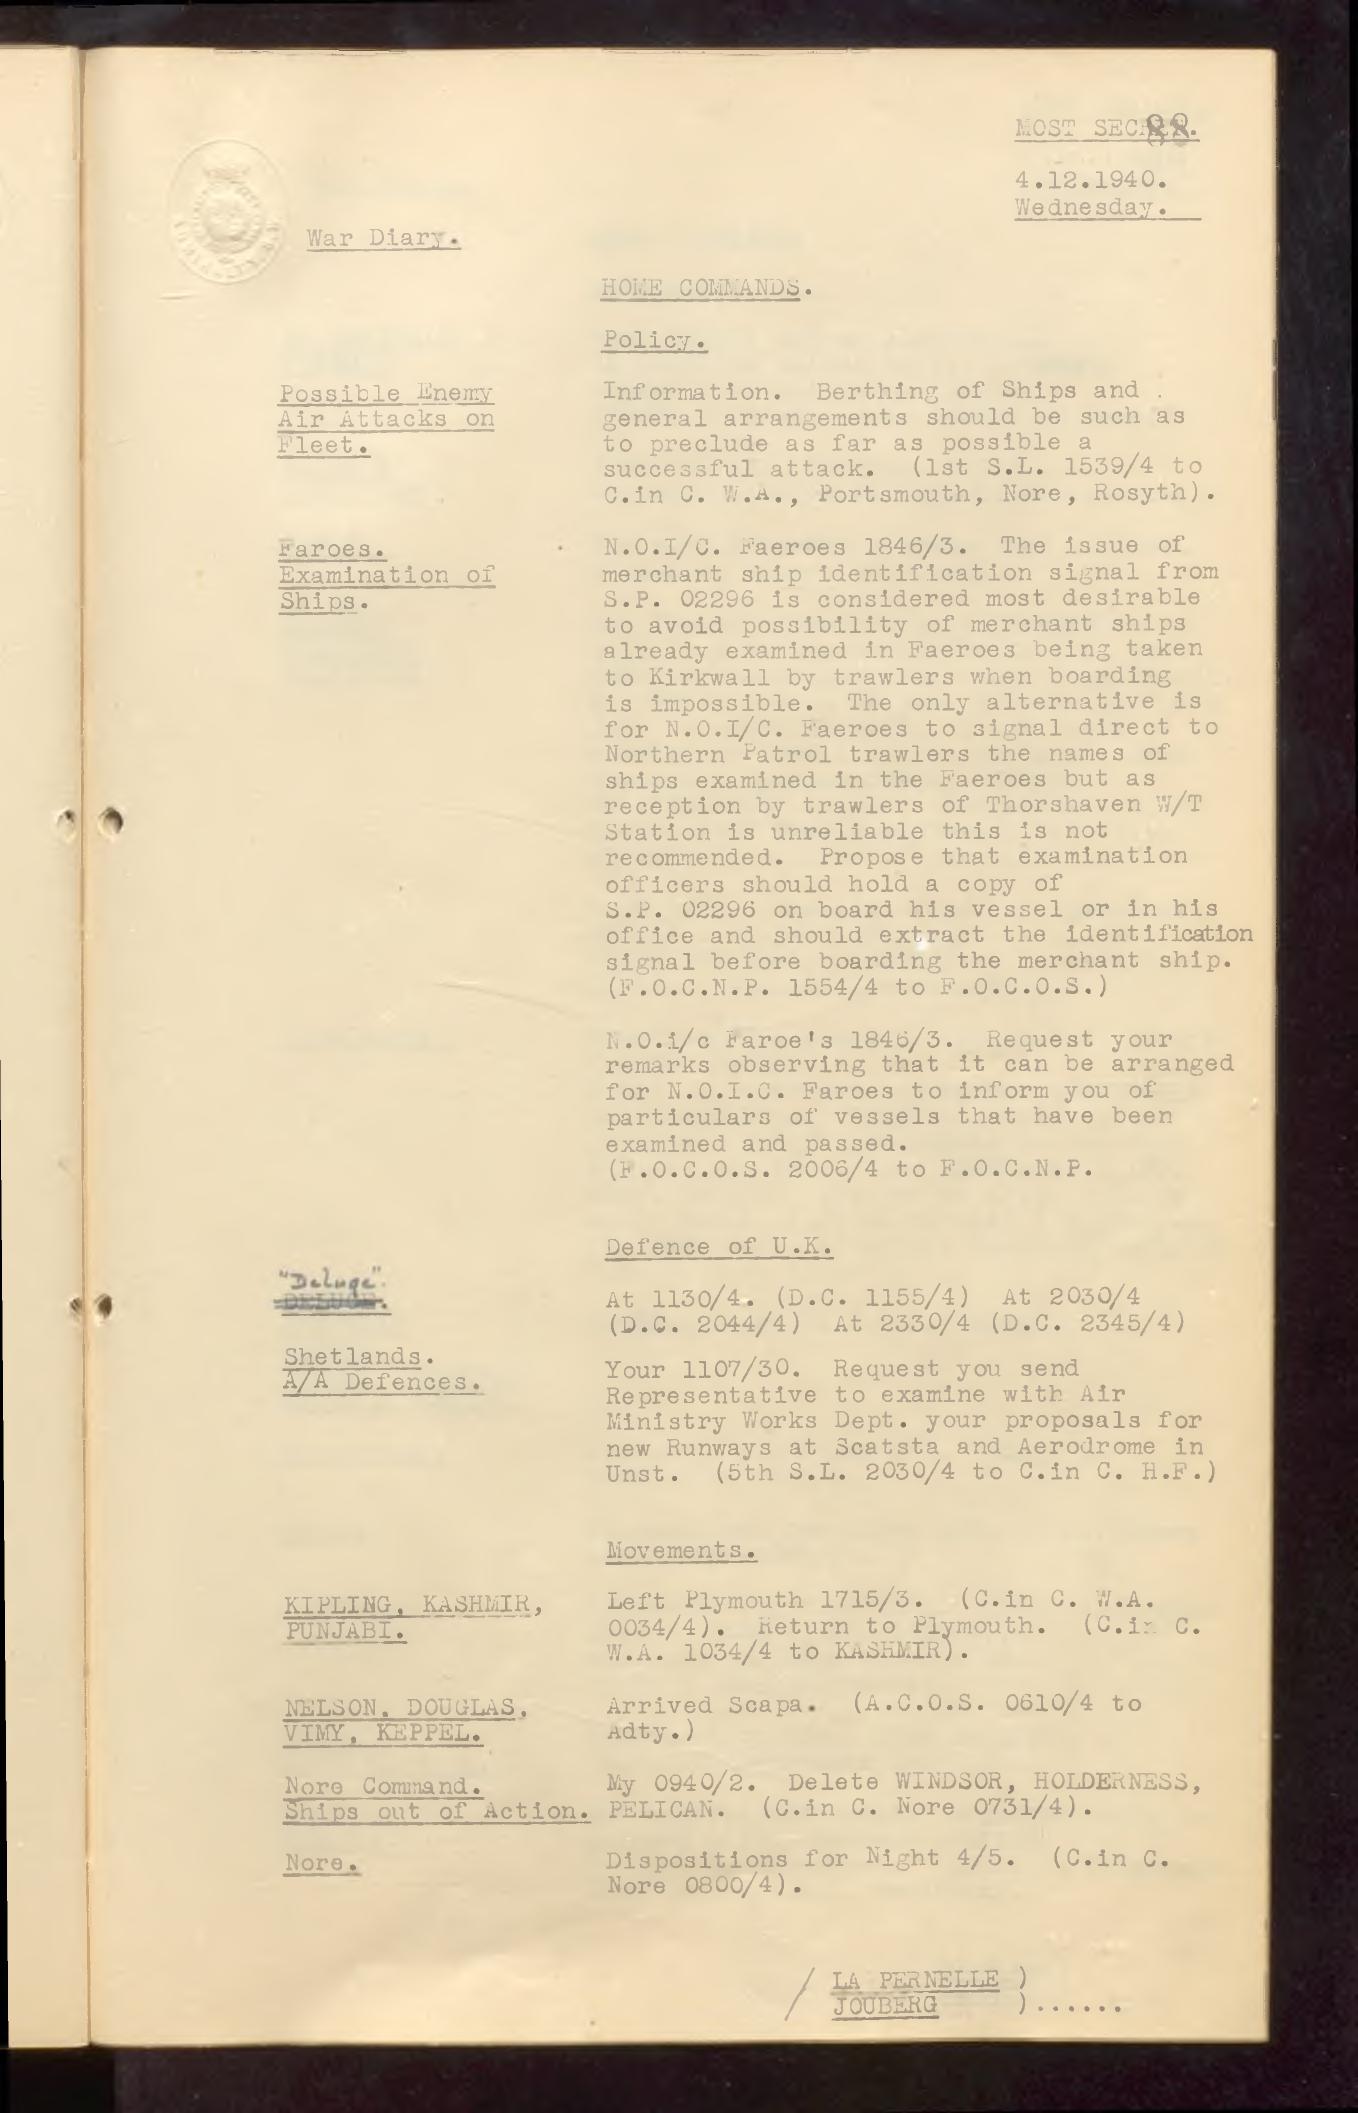 MOST SECRET.
88
4.12.1940.
Wednesday.
War Diary.
HOME COMMANDS.
Policy.
Possible Enemy
Air Attacks on
Fleet.
Information. Berthing of Ships and
general arrangements should be such as
to preclude as far as possible a
successful attack. (1st S.L. 1539/4 to
C.in C. W.A., Portsmouth, Nore, Rosyth).
Faroes.
Examination of
Ships.
N.O.I/C. Faeroes 1846/3. The issue of
merchant ship identification signal from
S.P. 02296 is considered most desirable
to avoid possibility of merchant ships
already examined in Faeroes being taken
to Kirkwall by trawlers when boarding
is impossible. The only alternative is
for N.O.I/C. Faeroes to signal direct to
Northern Patrol trawlers the names of
ships examined in the Faeroes but as
reception by trawlers of Thorshaven W/T
Station is unreliable this is not
recommended. Propose that examination
officers should hold a copy of
S.P. 02296 on board his vessel or in his
office and should extract the identification
signal before boarding the merchant ship.
(F.O.C.N.P. 1554/4 to F.O.C.O.S.)
N.O.i/c Faroe's 1846/3. Request your
remarks observing that it can be arranged
for N.O.I.C. Faroes to inform you of
particulars of vessels that have been
examined and passed.
(F.O.C.O.S. 2006/4 to F.O.C.N.P.
Defence of U.K.
"Deluge".
DELUGE.
At 1130/4. (D.C. 1155/4) At 2030/4
(D.C. 2044/4) At 2330/4 (D.C. 2345/4)
Shetlands.
A/A Defences.
Your 1107/30. Request you send
Representative to examine with Air
Ministry Works Dept. your proposals for
new Runways at Scatsta and Aerodrome in
Unst. (5th S.L. 2030/4 to C.in C. H.F.)
Movements.
KIPLING, KASHMIR,
PUNJABI.
Left Plymouth 1715/3. (C.in C. W.A.
0034/4). Return to Plymouth. (C.in C.
W.A. 1034/4 to KASHMIR).
NELSON, DOUGLAS,
VIMY, KEPPEL.
Arrived Scapa. (A.C.O.S. 0610/4 to
Adty.)
Nore Command.
Ships out of Action.
My 0940/2. Delete WINDSOR, HOLDERNESS,
PELICAN. (C.in C. Nore 0731/4).
Nore.
Dispositions for Night 4/5. (C.in C.
Nore 0800/4).
/ LA PERNELLE )
/ JOUBERG )......